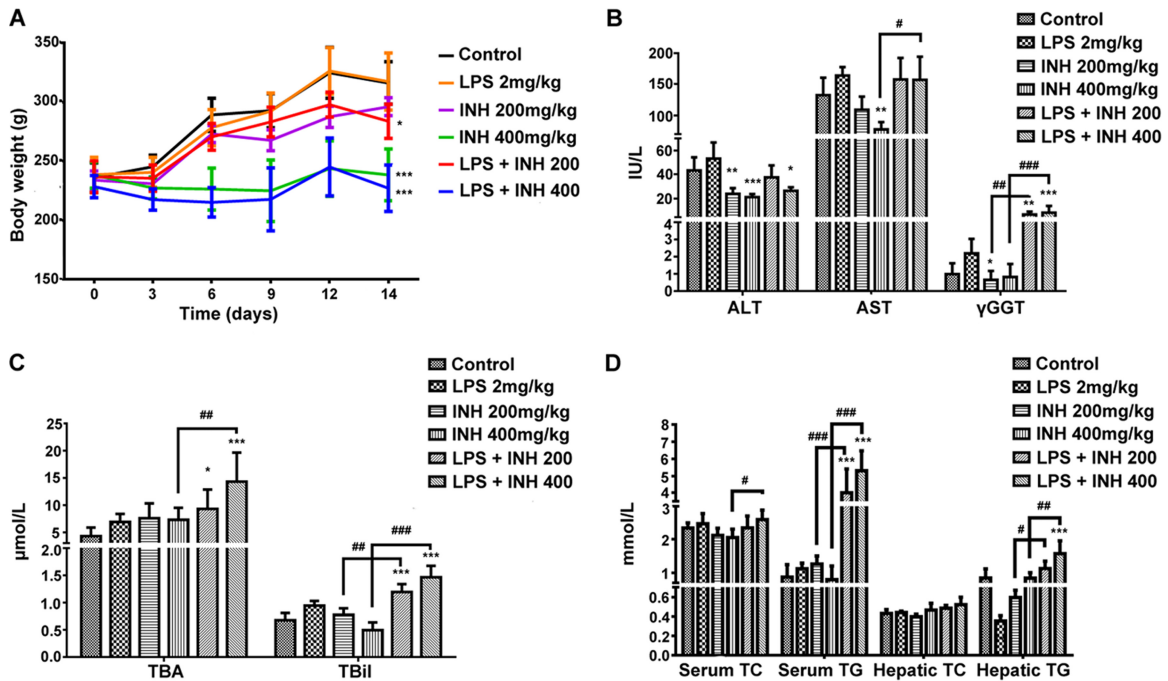 A
350
300
250
200
150
Body weight (g)
0 3 6 9 12 14
Time (days)
*
***
***
Control
LPS 2mg/kg
INH 200mg/kg
INH 400mg/kg
LPS + INH 200
LPS + INH 400
B
Control
LPS 2mg/kg
INH 200mg/kg
INH 400mg/kg
LPS + INH 200
LPS + INH 400
200
150
100
60
40
20
4
3
2
1
0
IU/L
** *** *
** #
* ## ** ### ***
ALT AST γGGT
C
Control
LPS 2mg/kg
INH 200mg/kg
INH 400mg/kg
LPS + INH 200
LPS + INH 400
25
20
15
10
5
2.0
1.5
1.0
0.5
0.0
μmol/L
## * ***
## ### *** ***
TBA TBil
D
Control
LPS 2mg/kg
INH 200mg/kg
INH 400mg/kg
LPS + INH 200
LPS + INH 400
8
7
6
5
4
3
2
1
0.6
0.4
0.2
0.0
mmol/L
#
### ### *** ***
# ## ***
Serum TC Serum TG Hepatic TC Hepatic TG